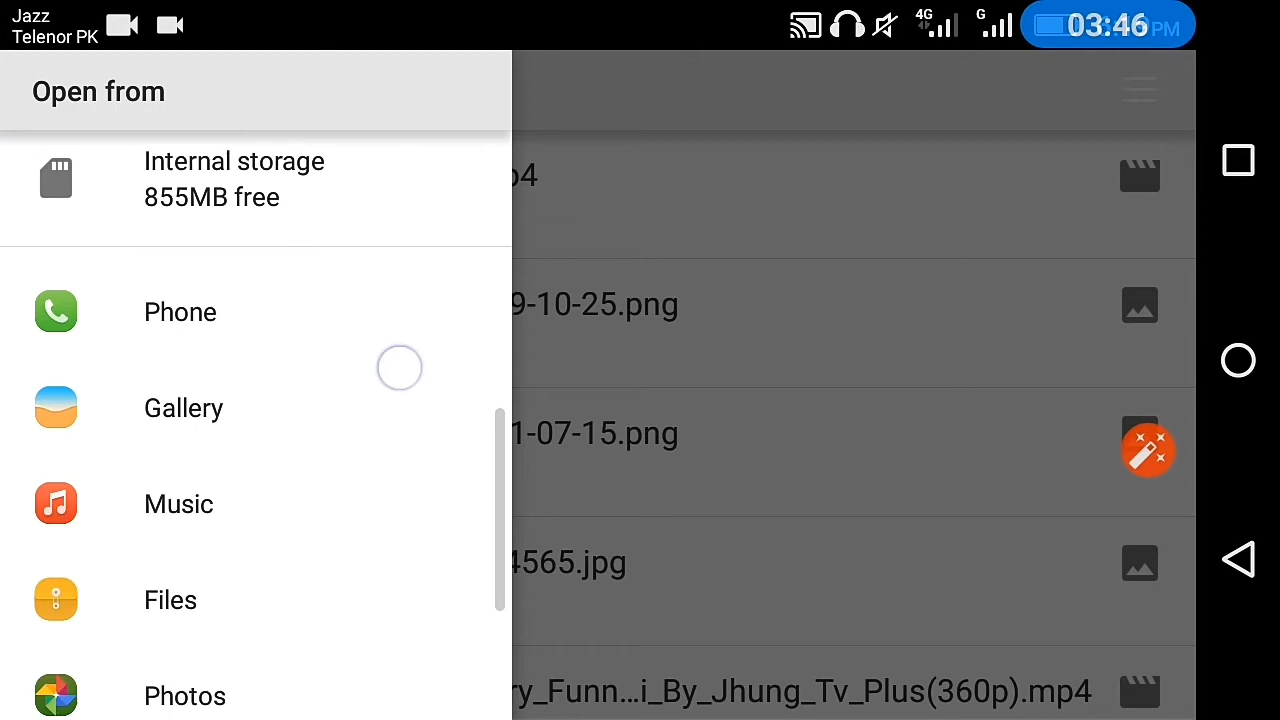 Jazz
Telenor PK
4G
G
03:46 PM
Open from
Internal storage
855MB free
Phone
Gallery
Music
Files
Photos
p4
9-10-25.png
1-07-15.png
4565.jpg
ry_Funn...i_By_Jhung_Tv_Plus(360p).mp4